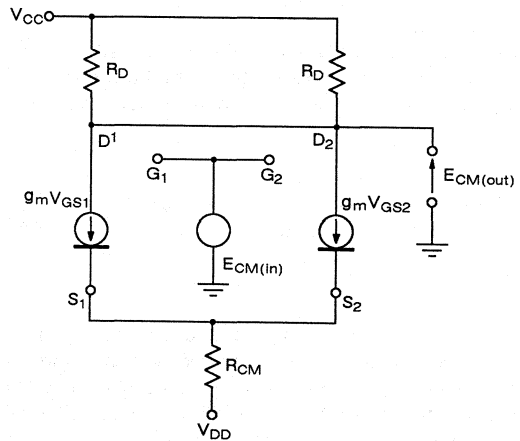 VCC
RD
RD
D1
D2
G1
G2
ECM(out)
gmVGS1
gmVGS2
ECM(in)
S1
S2
RCM
VDD